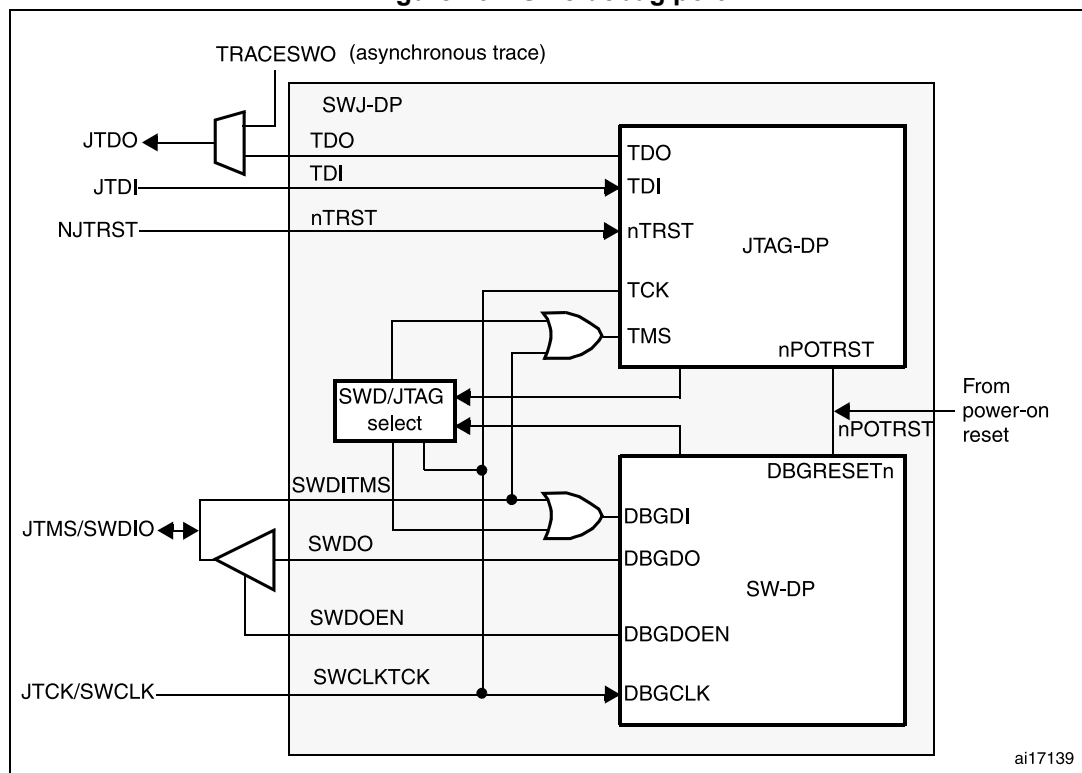 TRACESWO (asynchronous trace)
SWJ-DP
JTDO
TDO
TDO
JTDI
TDI
TDI
NJTRST
nTRST
nTRST
JTAG-DP
TCK
TMS
nPOTRST
SWD/JTAG
select
From
power-on
reset
nPOTRST
DBGRESETn
SWDITMS
JTMS/SWDIO
DBGDI
SWDO
DBGDO
SW-DP
SWDOEN
DBGDOEN
JTCK/SWCLK
SWCLKTCK
DBGCLK
ai17139